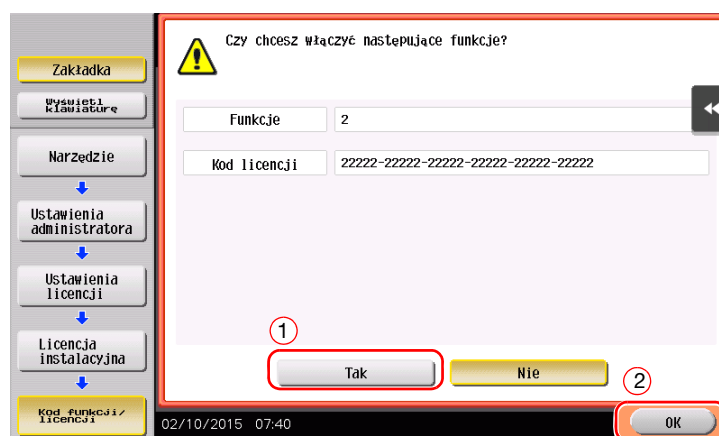 Zakładka
Wyświetl
klawiaturę
Narzędzie
Ustawienia
administratora
Ustawienia
licencji
Licencja
instalacyjna
Kod funkcji/
licencji
Czy chcesz włączyć następujące funkcje?
Funkcje 2
Kod licencji 22222-22222-22222-22222-22222-22222
1
Tak Nie
2
02/10/2015 07:40 OK